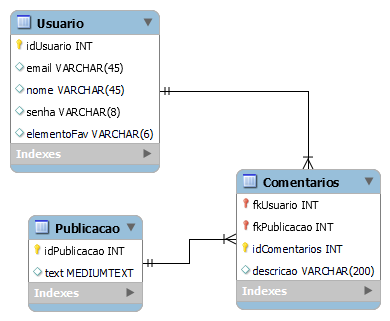 Usuario
idUsuario INT
email VARCHAR(45)
nome VARCHAR(45)
senha VARCHAR(8)
elementoFav VARCHAR(6)
Indexes
Comentarios
fkUsuario INT
fkPublicacao INT
idComentarios INT
descricao VARCHAR(200)
Indexes
Publicacao
idPublicacao INT
text MEDIUMTEXT
Indexes